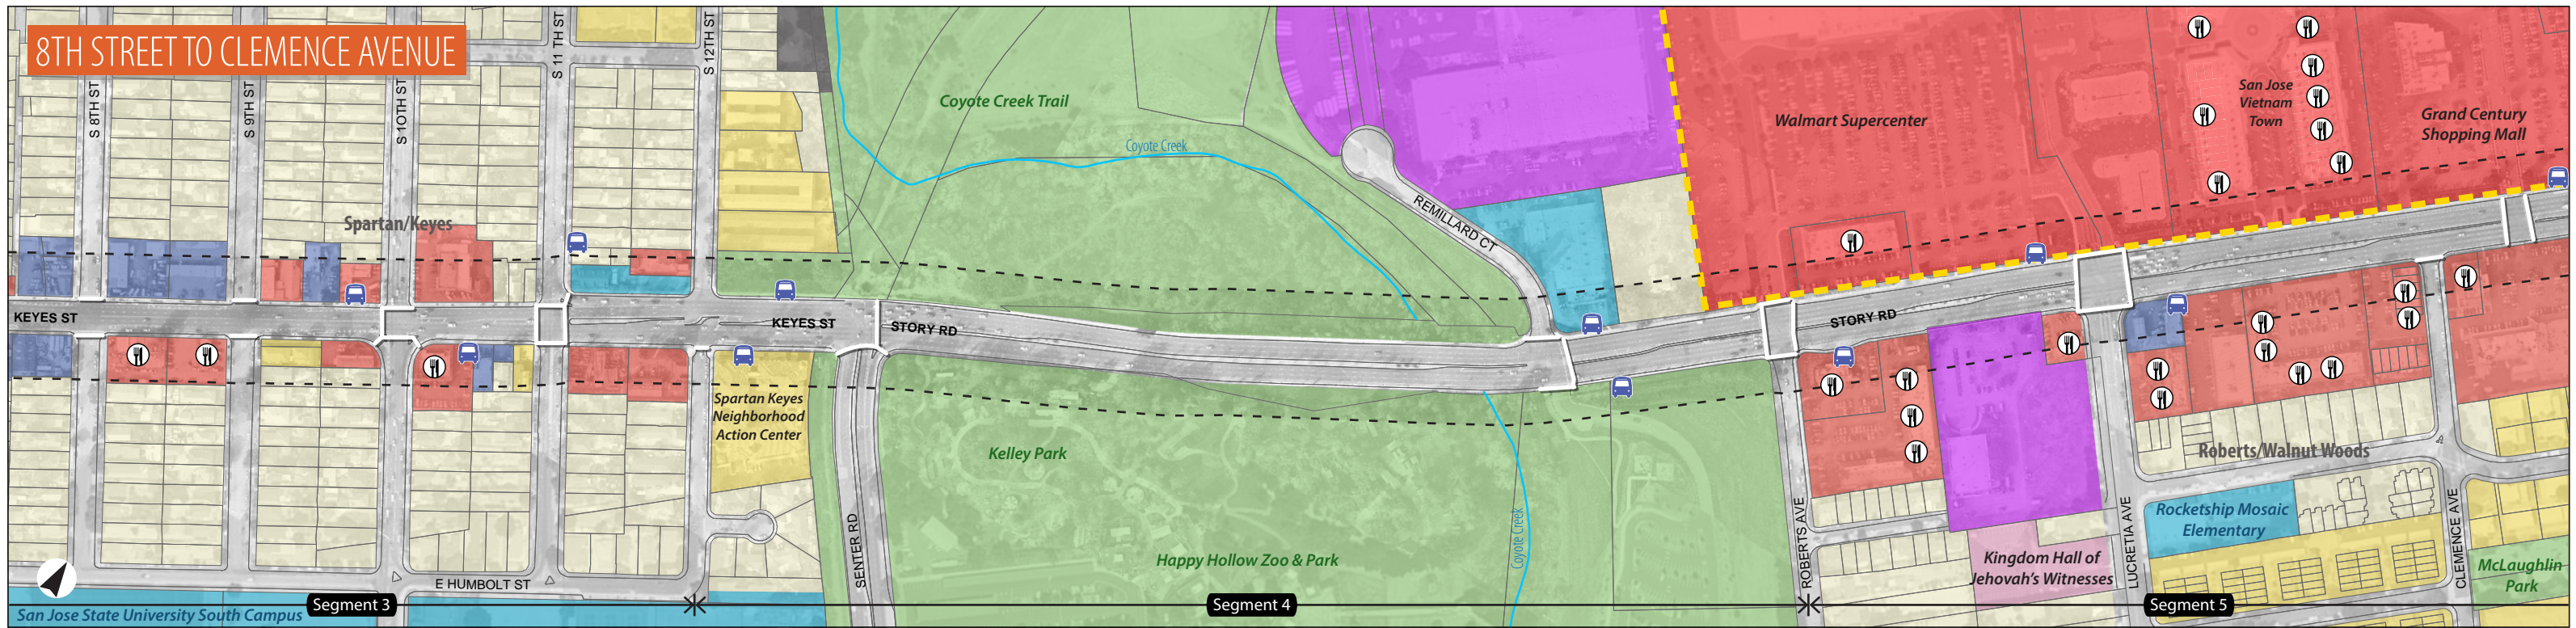 8TH STREET TO CLEMENCE AVENUE
S 8TH ST
S 9TH ST
S 10TH ST
S 11 TH ST
S 12TH ST
Coyote Creek Trail
Coyote Creek
REMILLARD CT
Walmart Supercenter
San Jose
Vietnam
Town
Grand Century
Shopping Mall
Spartan/Keyes
KEYES ST
KEYES ST
STORY RD
STORY RD
Spartan Keyes
Neighborhood
Action Center
Kelley Park
Happy Hollow Zoo & Park
Coyote Creek
SENTER RD
E HUMBOLT ST
ROBERTS AVE
LUCRETIA AVE
CLEMENCE AVE
Roberts/Walnut Woods
Rocketship Mosaic
Elementary
Kingdom Hall of
Jehovah's Witnesses
McLaughlin
Park
San Jose State University South Campus
Segment 3
Segment 4
Segment 5